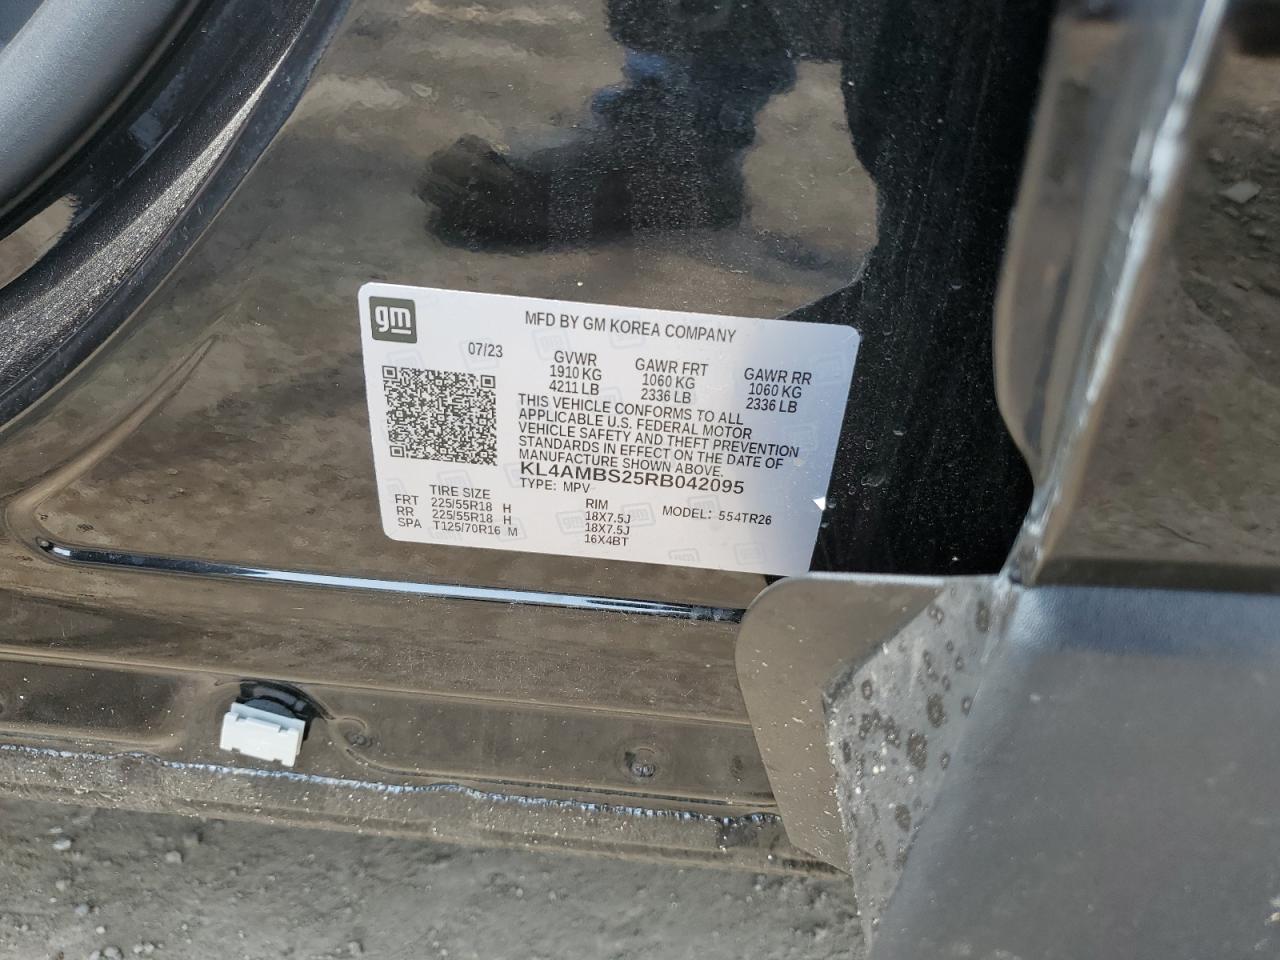 gm
MFD BY GM KOREA COMPANY
07/23
GVWR GAWR FRT GAWR RR
1910 KG 1060 KG 1060 KG
4211 LB 2336 LB 2336 LB
THIS VEHICLE CONFORMS TO ALL
APPLICABLE U.S. FEDERAL MOTOR
VEHICLE SAFETY AND THEFT PREVENTION
STANDARDS IN EFFECT ON THE DATE OF
MANUFACTURE SHOWN ABOVE.
KL4AMBS25RB042095
TYPE: MPV
TIRE SIZE RIM MODEL: 554TR26
FRT 225/55R18 H 18X7.5J
RR 225/55R18 H 18X7.5J
SPA T125/70R16 M 16X4BT